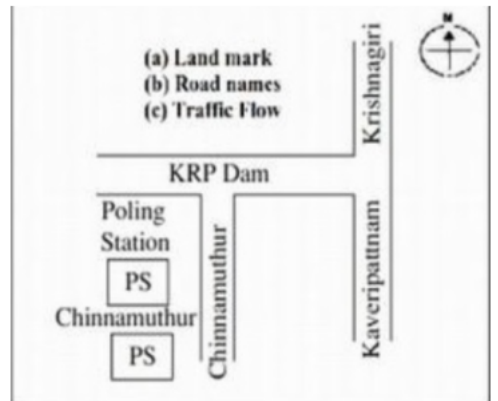 N
(a) Land mark
(b) Road names
(c) Traffic Flow
Krishnagiri
KRP Dam
Poling
Station
PS
Chinnamuthur
PS
Chinnamuthur
Kaveripattnam